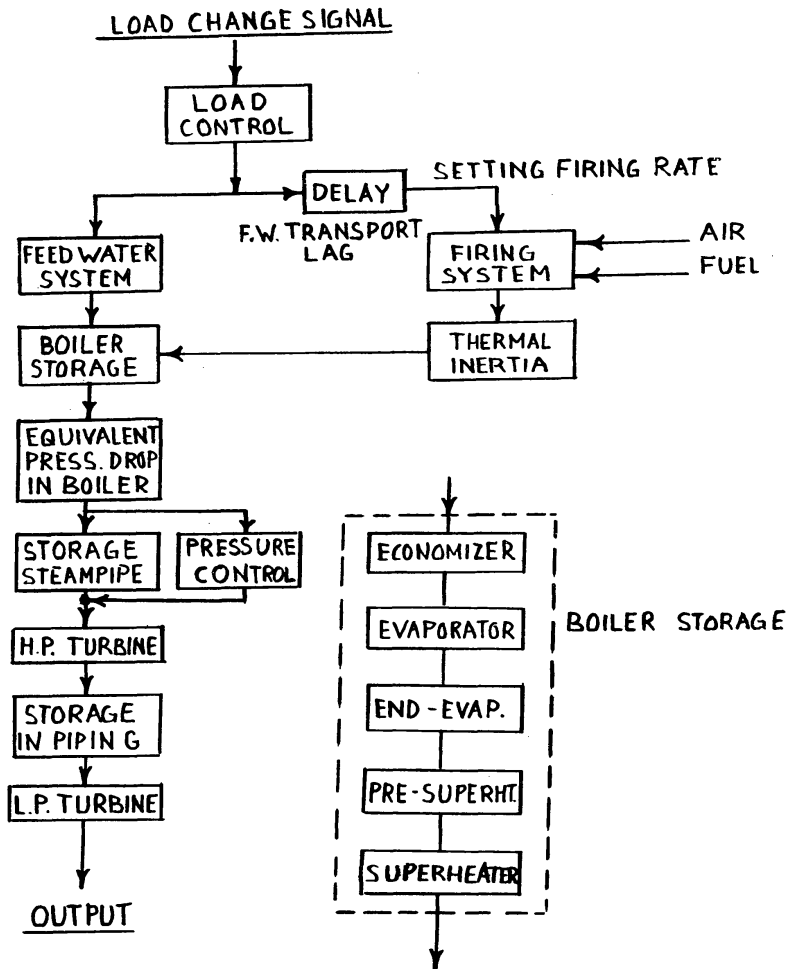 LOAD CHANGE SIGNAL
LOAD
CONTROL
DELAY
SETTING FIRING RATE
F.W. TRANSPORT
LAG
FEED WATER
SYSTEM
FIRING
SYSTEM
AIR
FUEL
BOILER
STORAGE
THERMAL
INERTIA
EQUIVALENT
PRESS. DROP
IN BOILER
STORAGE
STEAMPIPE
PRESSURE
CONTROL
H.P. TURBINE
STORAGE
IN PIPING
L.P. TURBINE
OUTPUT
ECONOMIZER
EVAPORATOR
END-EVAP.
PRE-SUPERHT.
SUPERHEATER
BOILER STORAGE